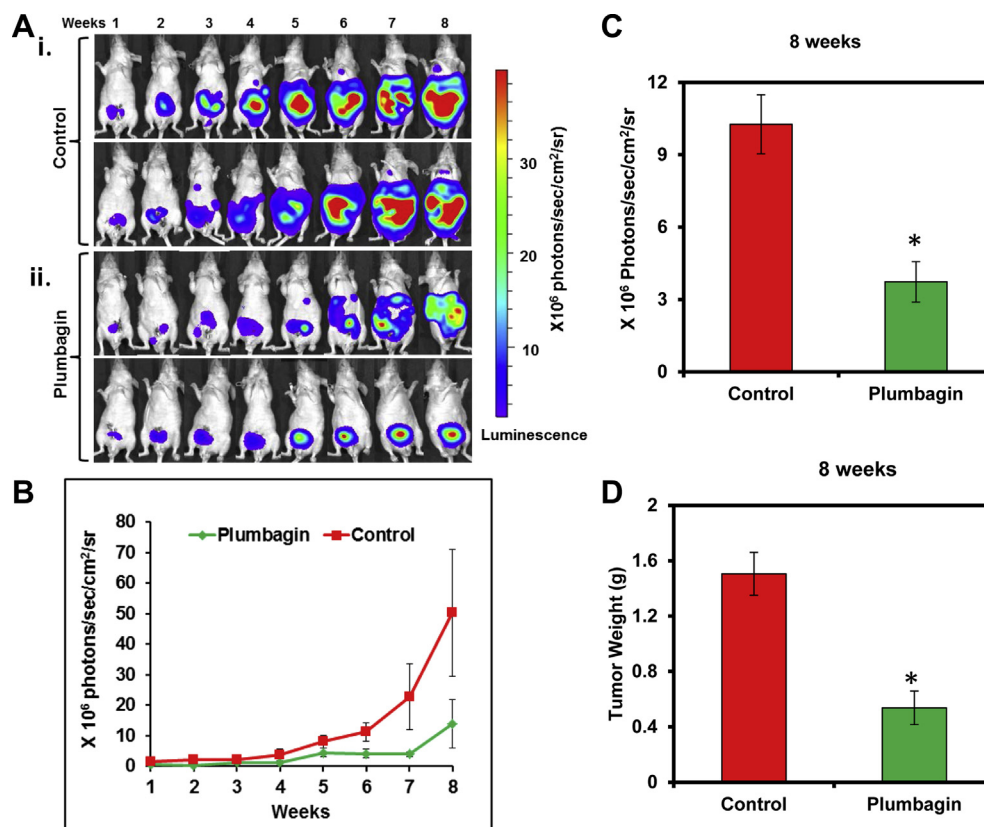 A
Weeks 1 2 3 4 5 6 7 8
i.
Control
ii.
Plumbagin
30
20
10
X10⁶ photons/sec/cm²/sr)
Luminescence
B
Plumbagin Control
80
70
60
50
40
30
20
10
0
X 10⁶ photons/sec/cm²/sr
1 2 3 4 5 6 7 8
Weeks
C
8 weeks
12
9
6
3
0
X 10⁶ Photons/sec/cm²/sr)
*
Control Plumbagin
D
8 weeks
2
1.6
1.2
0.8
0.4
0
Tumor Weight (g)
*
Control Plumbagin